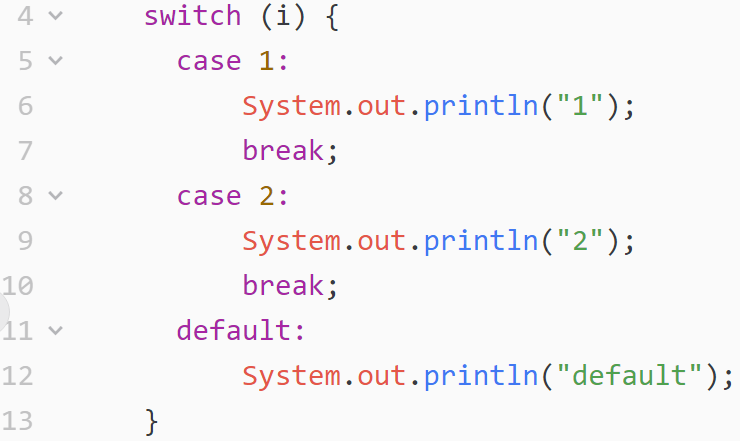 4 switch (i) {
5 case 1:
6 System.out.println("1");
7 break;
8 case 2:
9 System.out.println("2");
10 break;
11 default:
12 System.out.println("default");
13 }